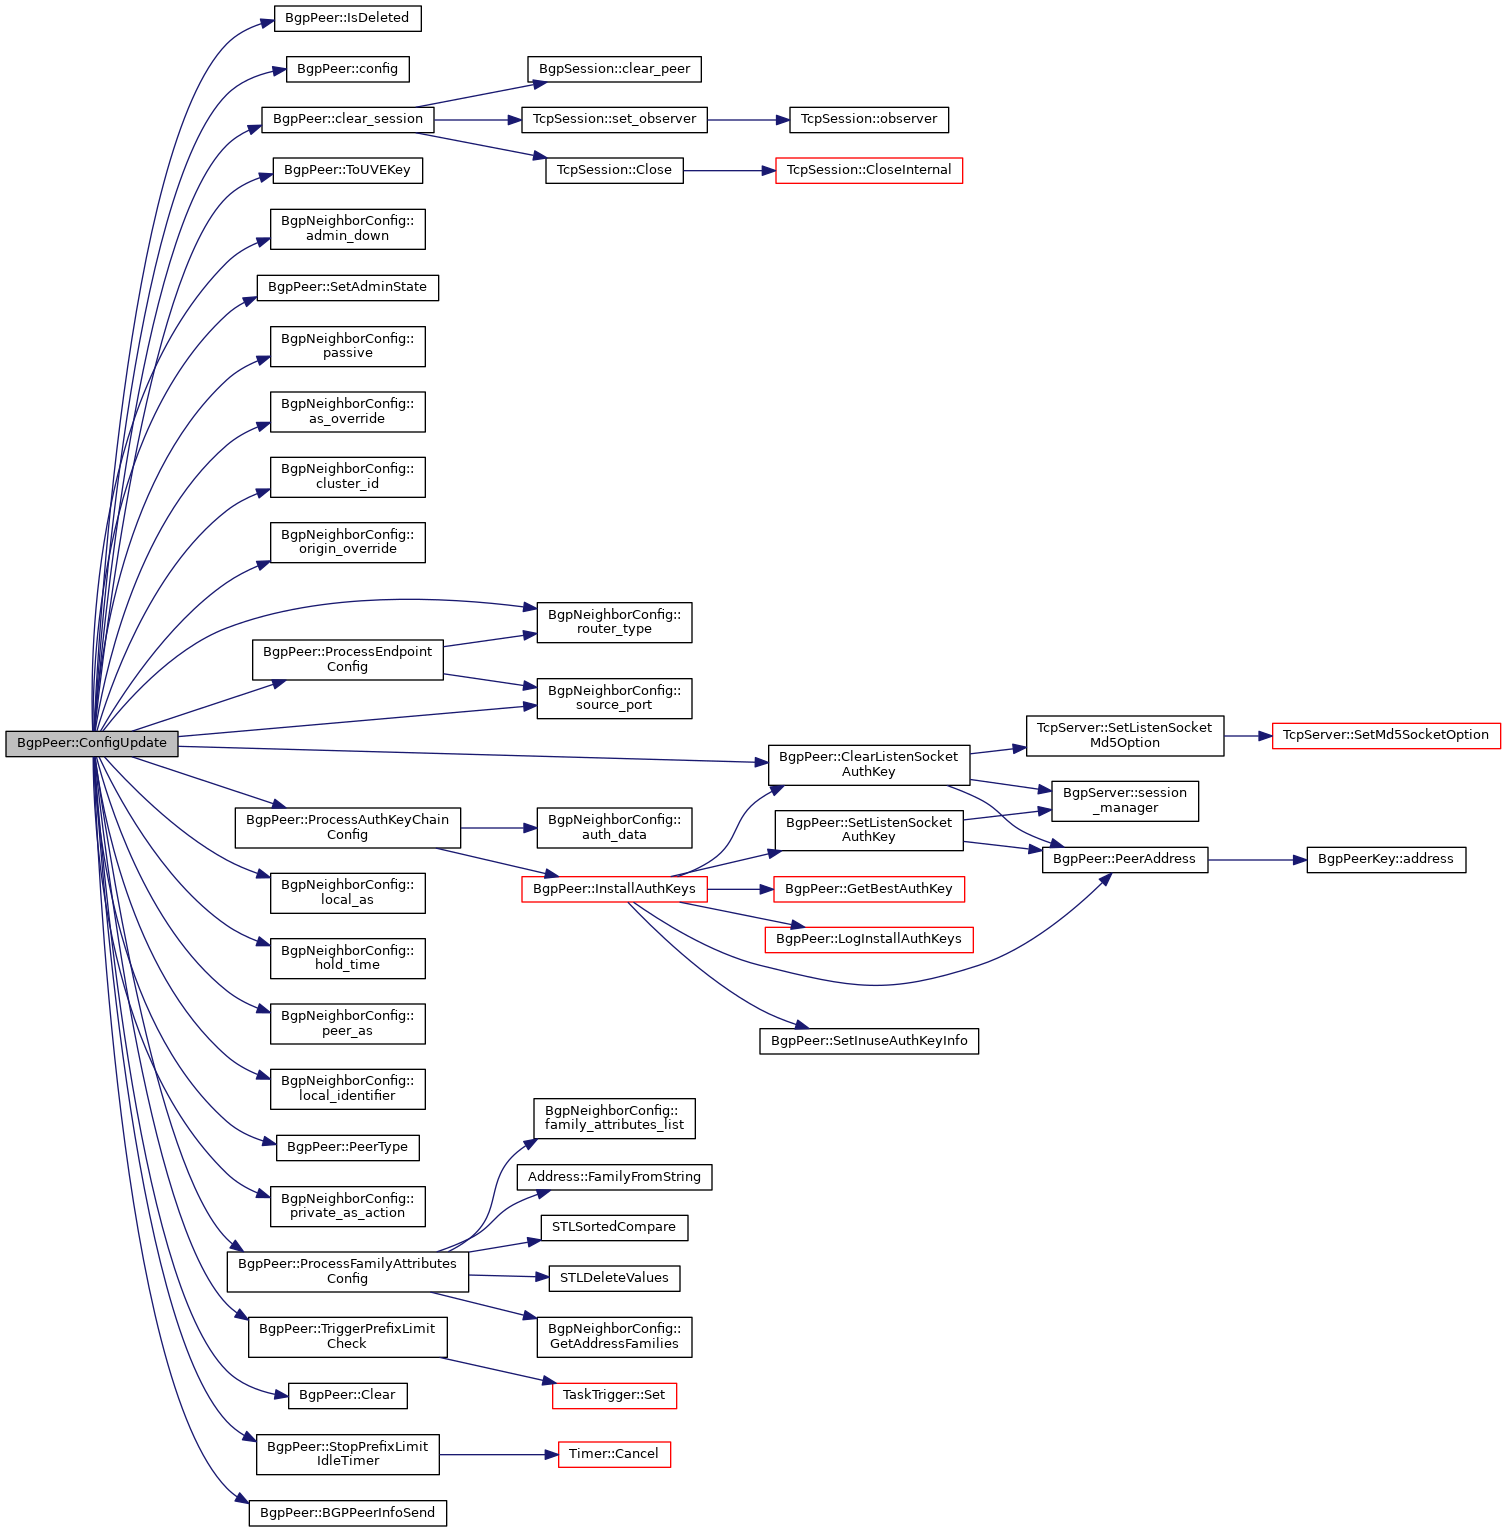 BgpPeer::IsDeleted
BgpPeer::config
BgpSession::clear_peer
BgpPeer::clear_session
TcpSession::set_observer
TcpSession::observer
BgpPeer::ToUVEKey
TcpSession::Close
TcpSession::CloseInternal
BgpNeighborConfig::
admin_down
BgpPeer::SetAdminState
BgpNeighborConfig::
passive
BgpNeighborConfig::
as_override
BgpNeighborConfig::
cluster_id
BgpNeighborConfig::
origin_override
BgpNeighborConfig::
router_type
BgpPeer::ProcessEndpoint
Config
BgpNeighborConfig::
source_port
BgpPeer::ConfigUpdate
BgpPeer::ClearListenSocket
AuthKey
TcpServer::SetListenSocket
Md5Option
TcpServer::SetMd5SocketOption
BgpServer::session
_manager
BgpPeer::ProcessAuthKeyChain
Config
BgpNeighborConfig::
auth_data
BgpPeer::SetListenSocket
AuthKey
BgpPeer::PeerAddress
BgpPeerKey::address
BgpNeighborConfig::
local_as
BgpPeer::InstallAuthKeys
BgpPeer::GetBestAuthKey
BgpPeer::LogInstallAuthKeys
BgpNeighborConfig::
hold_time
BgpNeighborConfig::
peer_as
BgpPeer::SetInuseAuthKeyInfo
BgpNeighborConfig::
local_identifier
BgpNeighborConfig::
family_attributes_list
BgpPeer::PeerType
Address::FamilyFromString
BgpNeighborConfig::
private_as_action
STLSortedCompare
BgpPeer::ProcessFamilyAttributes
Config
STLDeleteValues
BgpPeer::TriggerPrefixLimit
Check
BgpNeighborConfig::
GetAddressFamilies
BgpPeer::Clear
TaskTrigger::Set
BgpPeer::StopPrefixLimit
IdleTimer
Timer::Cancel
BgpPeer::BGPPeerInfoSend